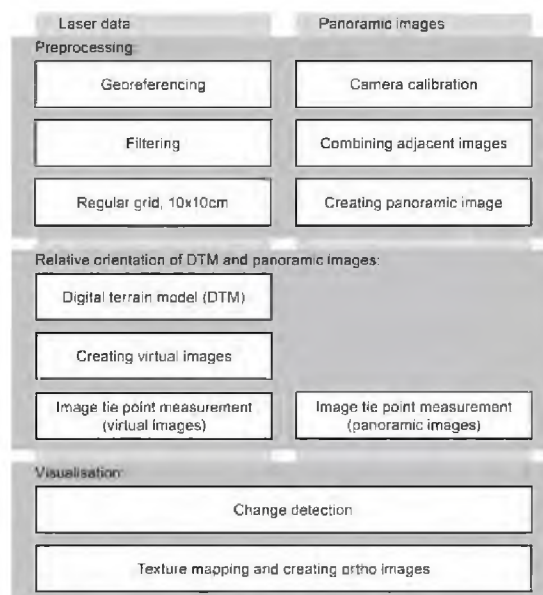 Laser data
Panoramic images
Preprocessing:
Georeferencing
Camera calibration
Filtering
Combining adjacent images
Regular grid, 10x10cm
Creating panoramic image
Relative orientation of DTM and panoramic images:
Digital terrain model (DTM)
Creating virtual images
Image tie point measurement
(virtual images)
Image tie point measurement
(panoramic images)
Visualisation:
Change detection
Texture mapping and creating ortho images